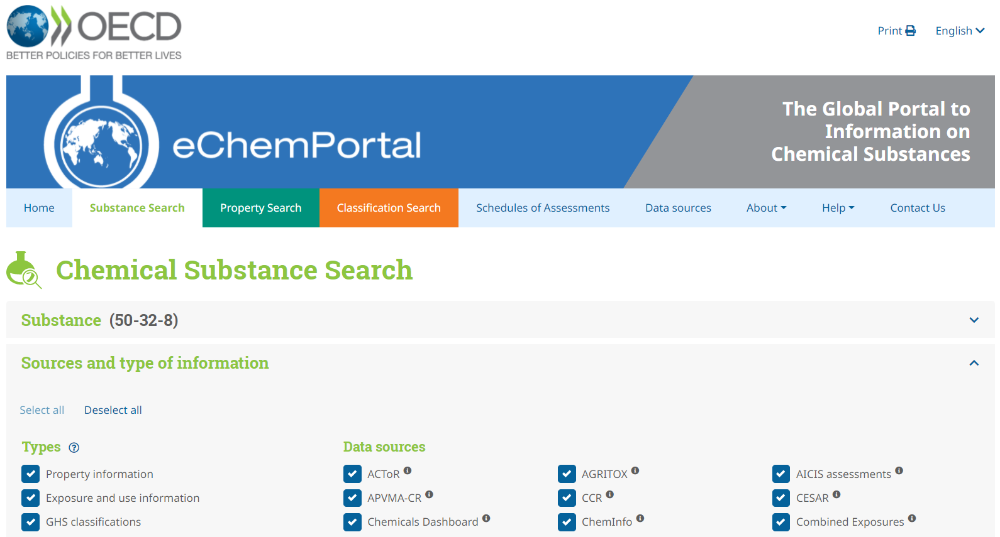 OECD
BETTER POLICIES FOR BETTER LIVES
Print English
eChemPortal
The Global Portal to
Information on
Chemical Substances
Home Substance Search Property Search Classification Search Schedules of Assessments Data sources About Help Contact Us
Chemical Substance Search
Substance (50-32-8)
Sources and type of information
Select all Deselect all
Types Data sources
Property information ACToR AGRITOX AICIS assessments
Exposure and use information APVMA-CR CCR CESAR
GHS classifications Chemicals Dashboard ChemInfo Combined Exposures